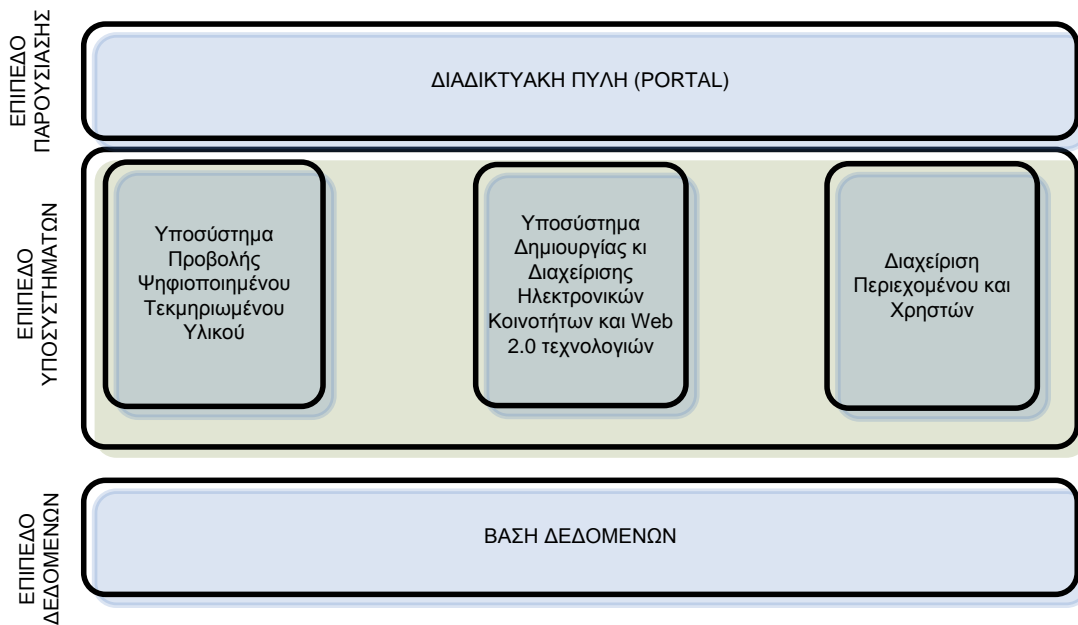 ΕΠΙΠΕΔΟ
ΠΑΡΟΥΣΙΑΣΗΣ
ΔΙΑΔΙΚΤΥΑΚΗ ΠΥΛΗ (PORTAL)
ΕΠΙΠΕΔΟ
ΥΠΟΣΥΣΤΗΜΑΤΩΝ
Υποσύστημα
Προβολής
Ψηφιοποιημένου
Τεκμηριωμένου
Υλικού
Υποσύστημα
Δημιουργίας κι
Διαχείρισης
Ηλεκτρονικών
Κοινοτήτων και Web
2.0 τεχνολογιών
Διαχείριση
Περιεχομένου και
Χρηστών
ΕΠΙΠΕΔΟ
ΔΕΔΟΜΕΝΩΝ
ΒΑΣΗ ΔΕΔΟΜΕΝΩΝ